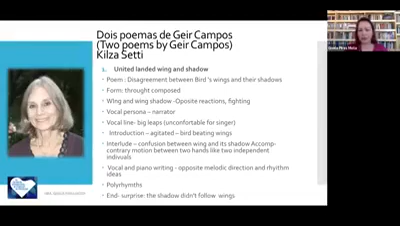 Dois poemas de Geir Campos
(Two poems by Geir Campos)
Kilza Setti
1. United landed wing and shadow
• Poem : Disagreement between Bird 's wings and their shadows
• Form: throught composed
• Wing and wing shadow -Oposite reactions, fighting
• Vocal persona – narrator
• Vocal line- big leaps (unconfortable for singer)
• Introduction – agitated – bird beating wings
• Interlude – confusion between wing and its shadow Accomp-
contrary motion between two hands like two independent
indivuals
• Vocal and piano writing - opposite melodic direction and rhythm
ideas
• Polyrhymths
• End- surprise: the shadow didn't follow wings